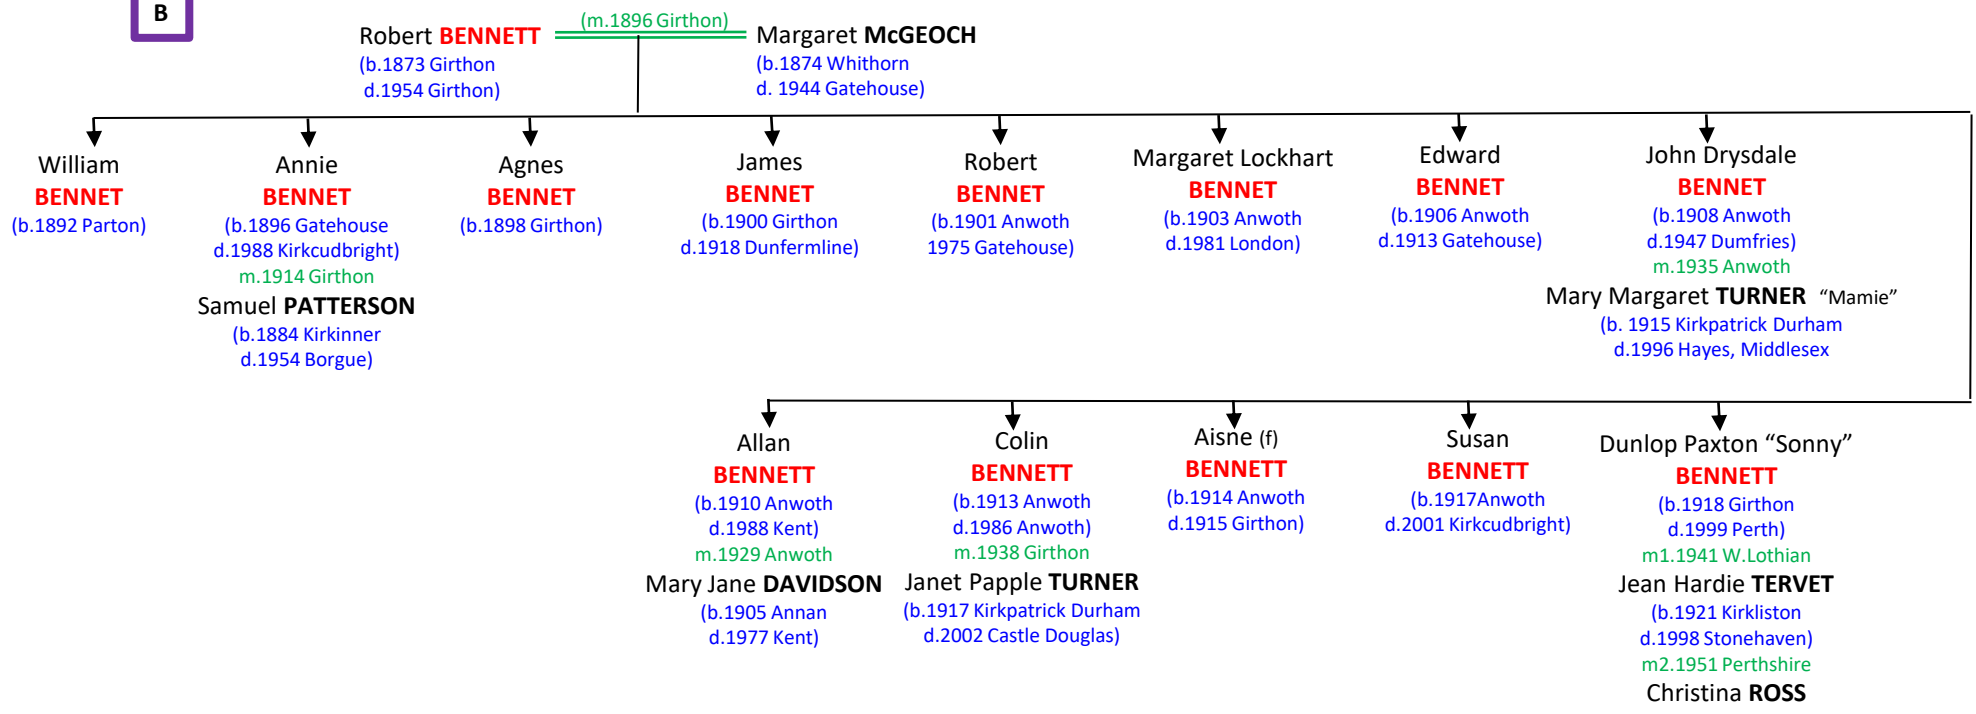 B
(m.1896 Girthon)
Robert BENNETT
(b.1873 Girthon
d.1954 Girthon)
Margaret McGEOCH
(b.1874 Whithorn
d. 1944 Gatehouse)
William
BENNET
(b.1892 Parton)
Annie
BENNET
(b.1896 Gatehouse
d.1988 Kirkcudbright)
m.1914 Girthon
Samuel PATTERSON
(b.1884 Kirkinner
d.1954 Borgue)
Agnes
BENNET
(b.1898 Girthon)
James
BENNET
(b.1900 Girthon
d.1918 Dunfermline)
Robert
BENNET
(b.1901 Anwoth
1975 Gatehouse)
Margaret Lockhart
BENNET
(b.1903 Anwoth
d.1981 London)
Edward
BENNET
(b.1906 Anwoth
d.1913 Gatehouse)
John Drysdale
BENNET
(b.1908 Anwoth
d.1947 Dumfries)
m.1935 Anwoth
Mary Margaret TURNER “Mamie”
(b. 1915 Kirkpatrick Durham
d.1996 Hayes, Middlesex
Allan
BENNETT
(b.1910 Anwoth
d.1988 Kent)
m.1929 Anwoth
Mary Jane DAVIDSON
(b.1905 Annan
d.1977 Kent)
Colin
BENNETT
(b.1913 Anwoth
d.1986 Anwoth)
m.1938 Girthon
Janet Papple TURNER
(b.1917 Kirkpatrick Durham
d.2002 Castle Douglas)
Aisne (f)
BENNETT
(b.1914 Anwoth
d.1915 Girthon)
Susan
BENNETT
(b.1917Anwoth
d.2001 Kirkcudbright)
Dunlop Paxton “Sonny”
BENNETT
(b.1918 Girthon
d.1999 Perth)
m1.1941 W.Lothian
Jean Hardie TERVET
(b.1921 Kirkliston
d.1998 Stonehaven)
m2.1951 Perthshire
Christina ROSS